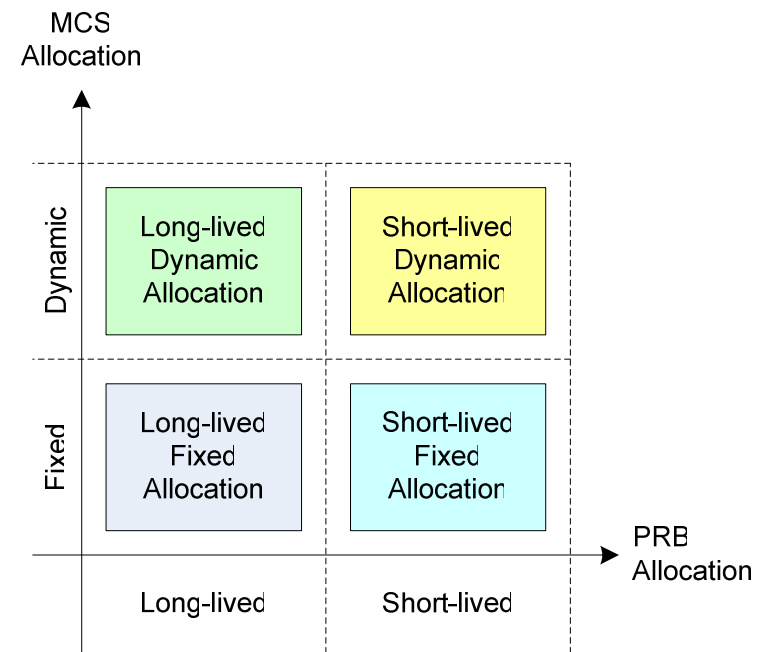 MCS
Allocation
Dynamic
Long-lived
Dynamic
Allocation
Short-lived
Dynamic
Allocation
Fixed
Long-lived
Fixed
Allocation
Short-lived
Fixed
Allocation
PRB
Allocation
Long-lived
Short-lived